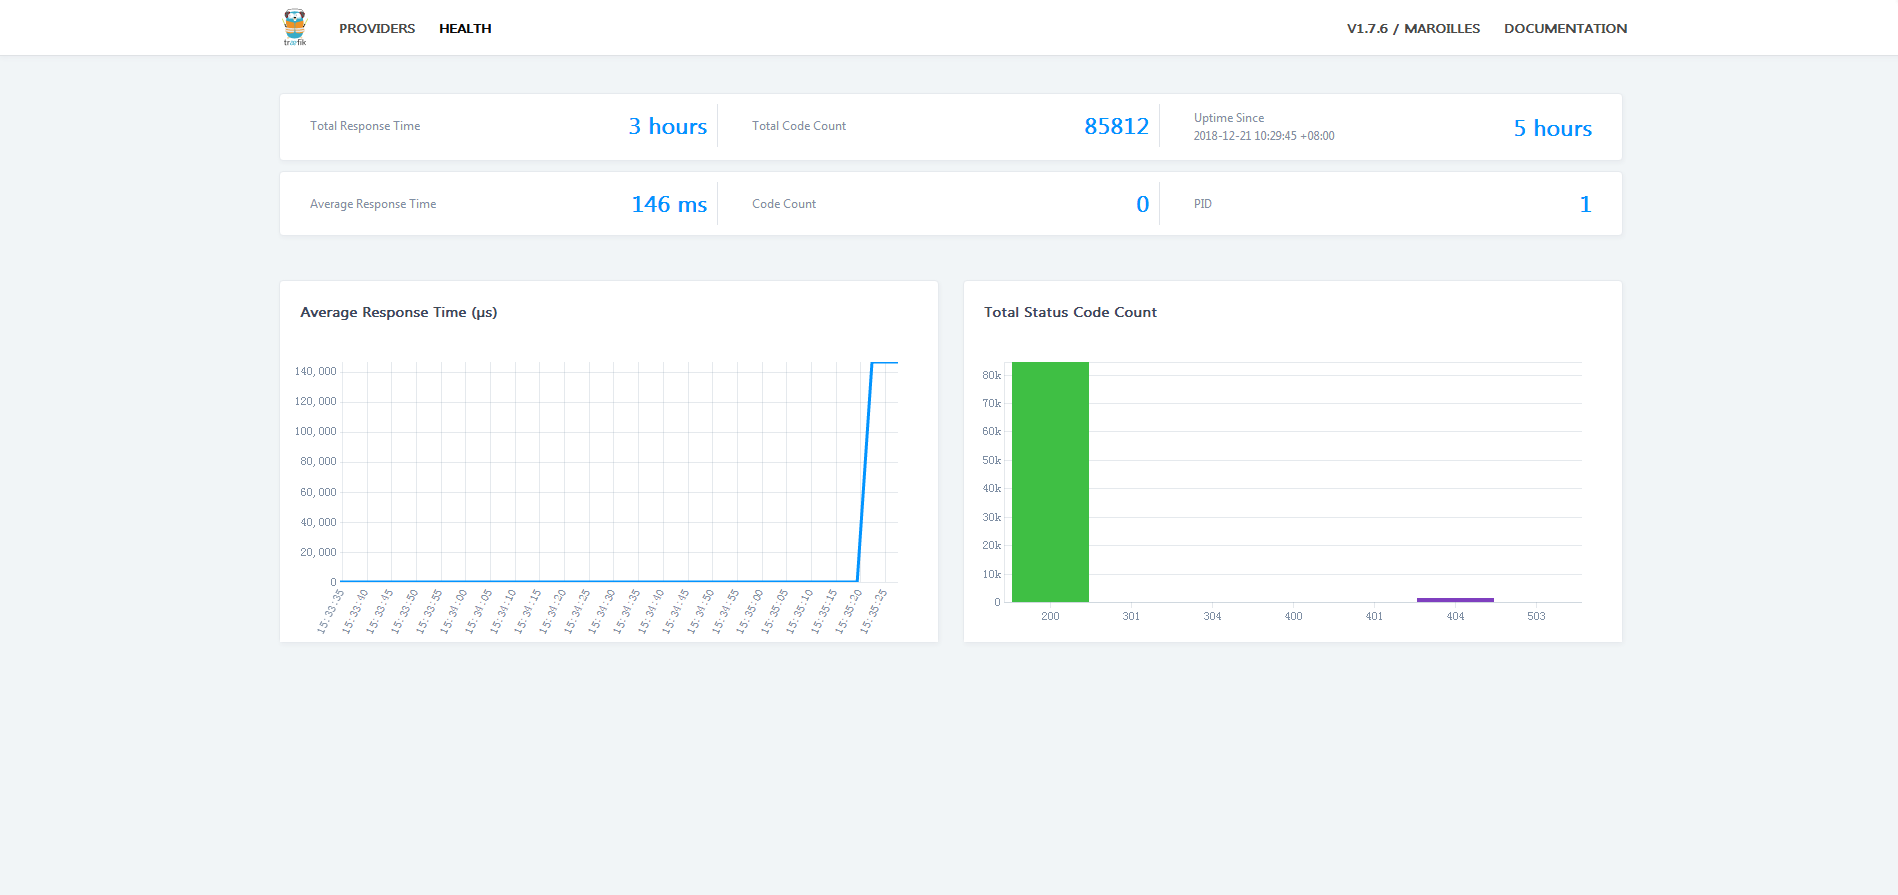 træfik
PROVIDERS HEALTH V1.7.6 / MAROILLES DOCUMENTATION
Total Response Time 3 hours Total Code Count 85812 Uptime Since 5 hours
2018-12-21 10:29:45 +08:00
Average Response Time 146 ms Code Count 0 PID 1
Average Response Time (µs)
140,000
120,000
100,000
80,000
60,000
40,000
20,000
0
15:33:35 15:33:40 15:33:45 15:33:50 15:33:55 15:34:00 15:34:05 15:34:10 15:34:15 15:34:20 15:34:25 15:34:30 15:34:35 15:34:40 15:34:45 15:34:50 15:34:55 15:35:00 15:35:05 15:35:10 15:35:15 15:35:20 15:35:25
Total Status Code Count
80k
70k
60k
50k
40k
30k
20k
10k
0
200 301 304 400 401 404 503